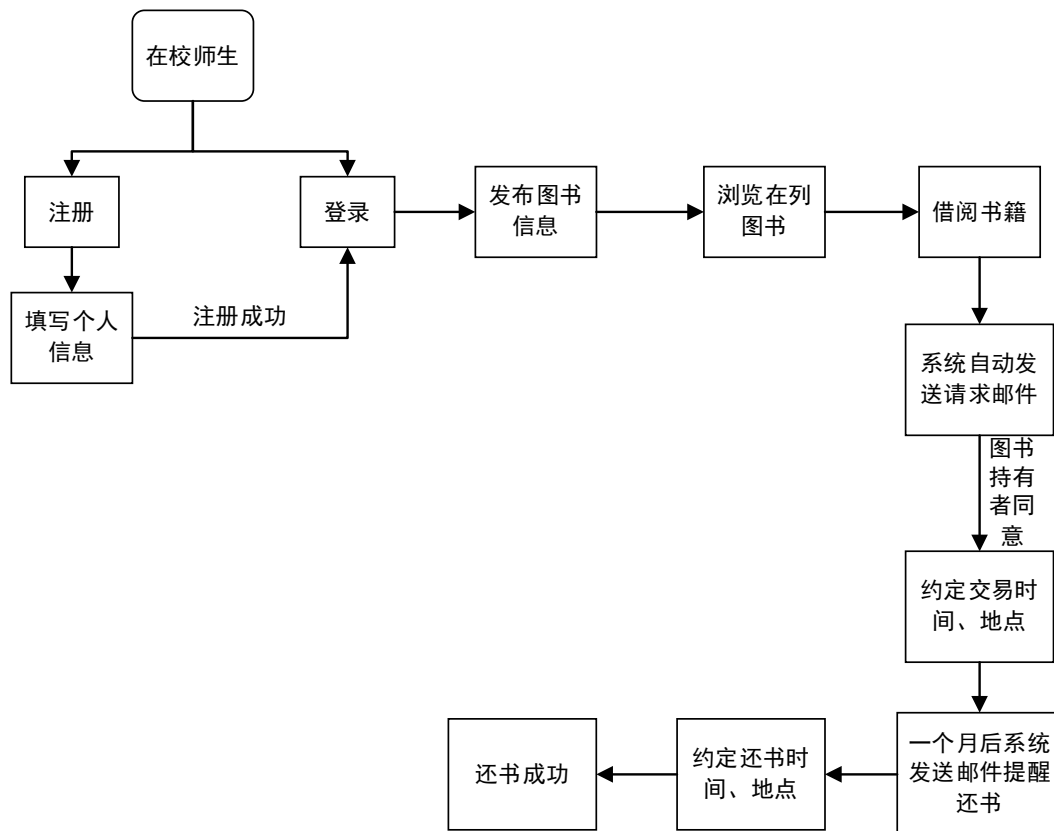 在校师生
注册
登录
发布图书
信息
浏览在列
图书
借阅书籍
填写个人
信息
注册成功
系统自动发
送请求邮件
图书
持有
者同
意
约定交易时
间、地点
一个月后系统
发送邮件提醒
还书
约定还书时
间、地点
还书成功